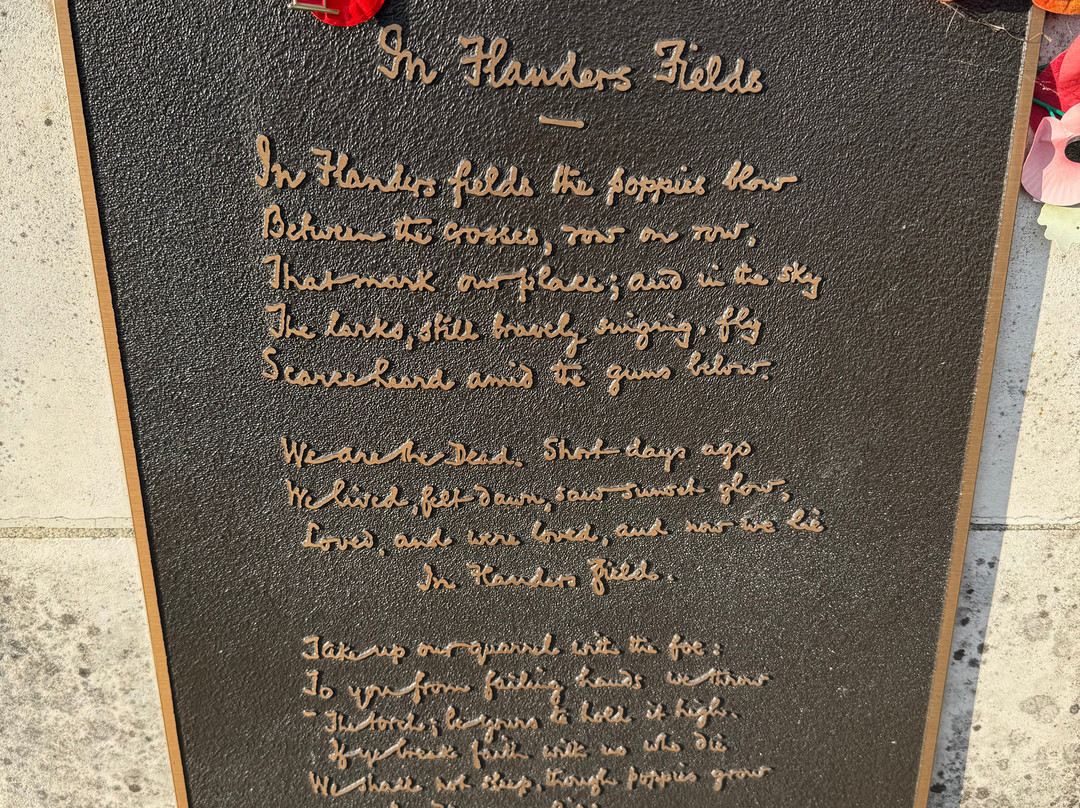 In Flanders Fields
In Flanders fields the poppies blow
Between the crosses, row on row,
That mark our place; and in the sky
The larks, still bravely singing, fly
Scarce heard amid the guns below.
We are the Dead. Short days ago
We lived, felt dawn, saw sunset glow,
Loved, and were loved, and now we lie
In Flanders fields.
Take up our quarrel with the foe:
To you from failing hands we throw
The torch; be yours to hold it high.
If ye break faith with us who die
We shall not sleep, though poppies grow